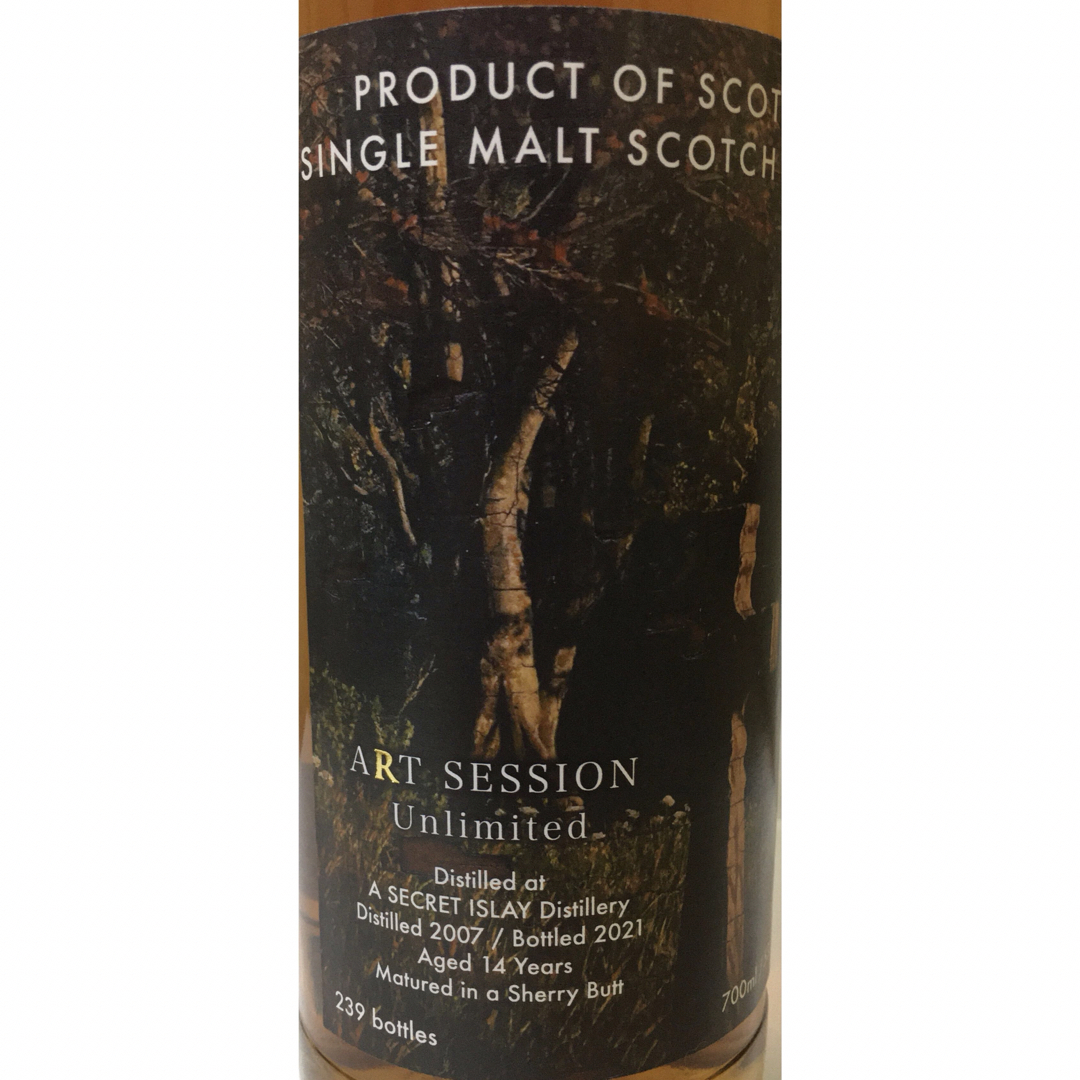 PRODUCT OF SCOT
SINGLE MALT SCOTCH
ART SESSION
Unlimited
Distilled at
A SECRET ISLAY Distillery
Distilled 2007 / Bottled 2021
Aged 14 Years
Matured in a Sherry Butt
239 bottles
700m